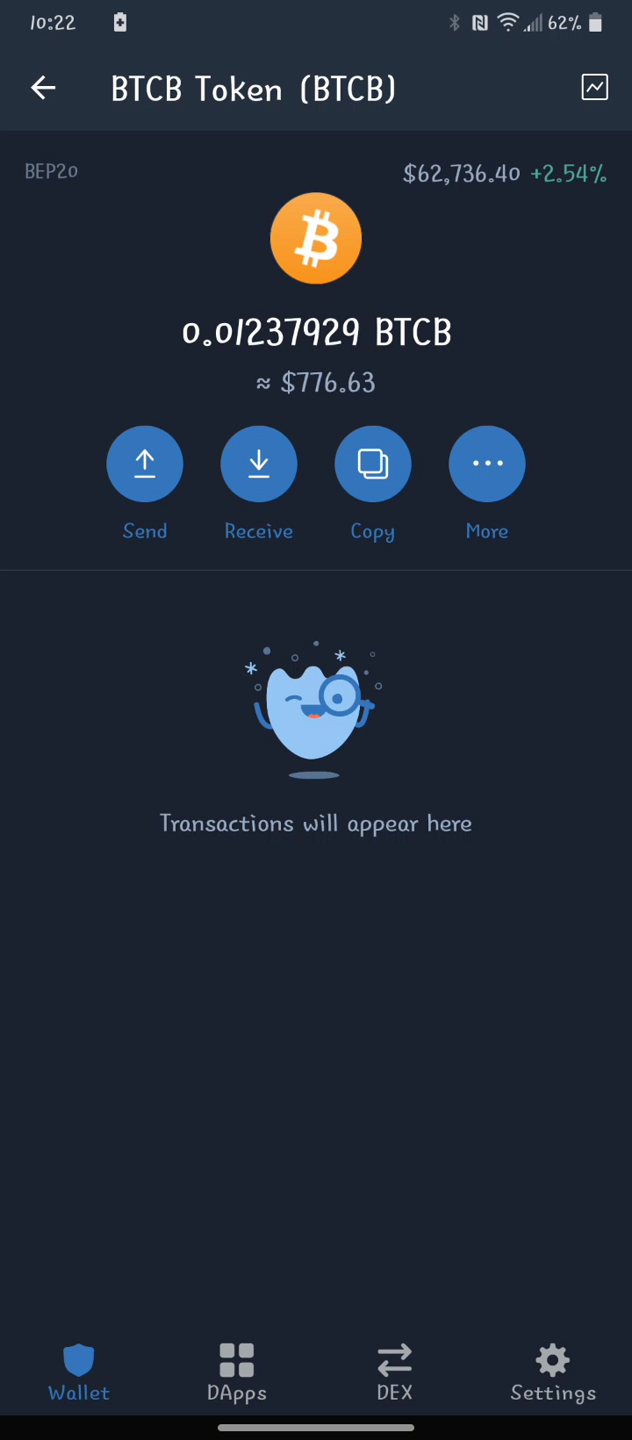 10:22 62%
BTCB Token (BTCB)
BEP20 $62,736.40 +2.54%
0.01237929 BTCB
≈ $776.63
Send Receive Copy More
Transactions will appear here
Wallet DApps DEX Settings